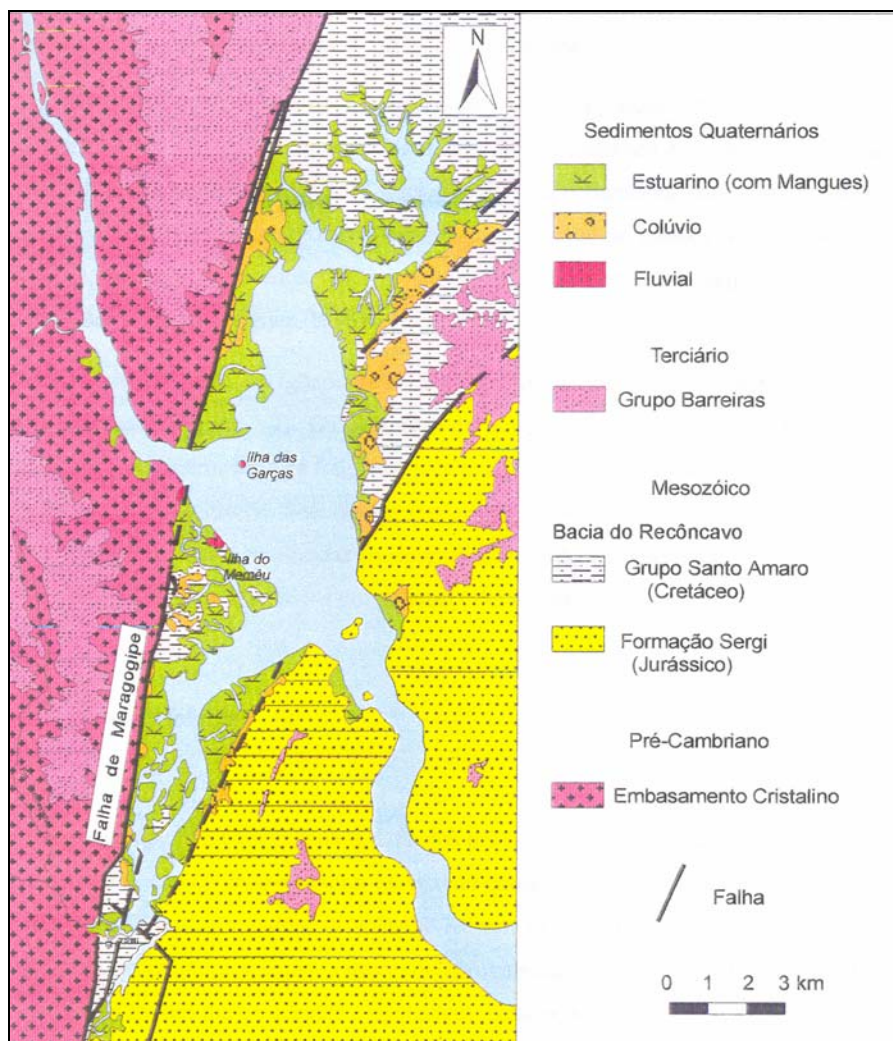 N
Ilha das
Garças
Ilha do
Falha de Maragogipe
Sedimentos Quaternários
Estuarino (com Mangues)
Colúvio
Fluvial
Terciário
Grupo Barreiras
Mesozóico
Bacia do Recôncavo
Grupo Santo Amaro
(Cretáceo)
Formação Sergi
(Jurássico)
Pré-Cambriano
Embasamento Cristalino
Falha
0 1 2 3 km